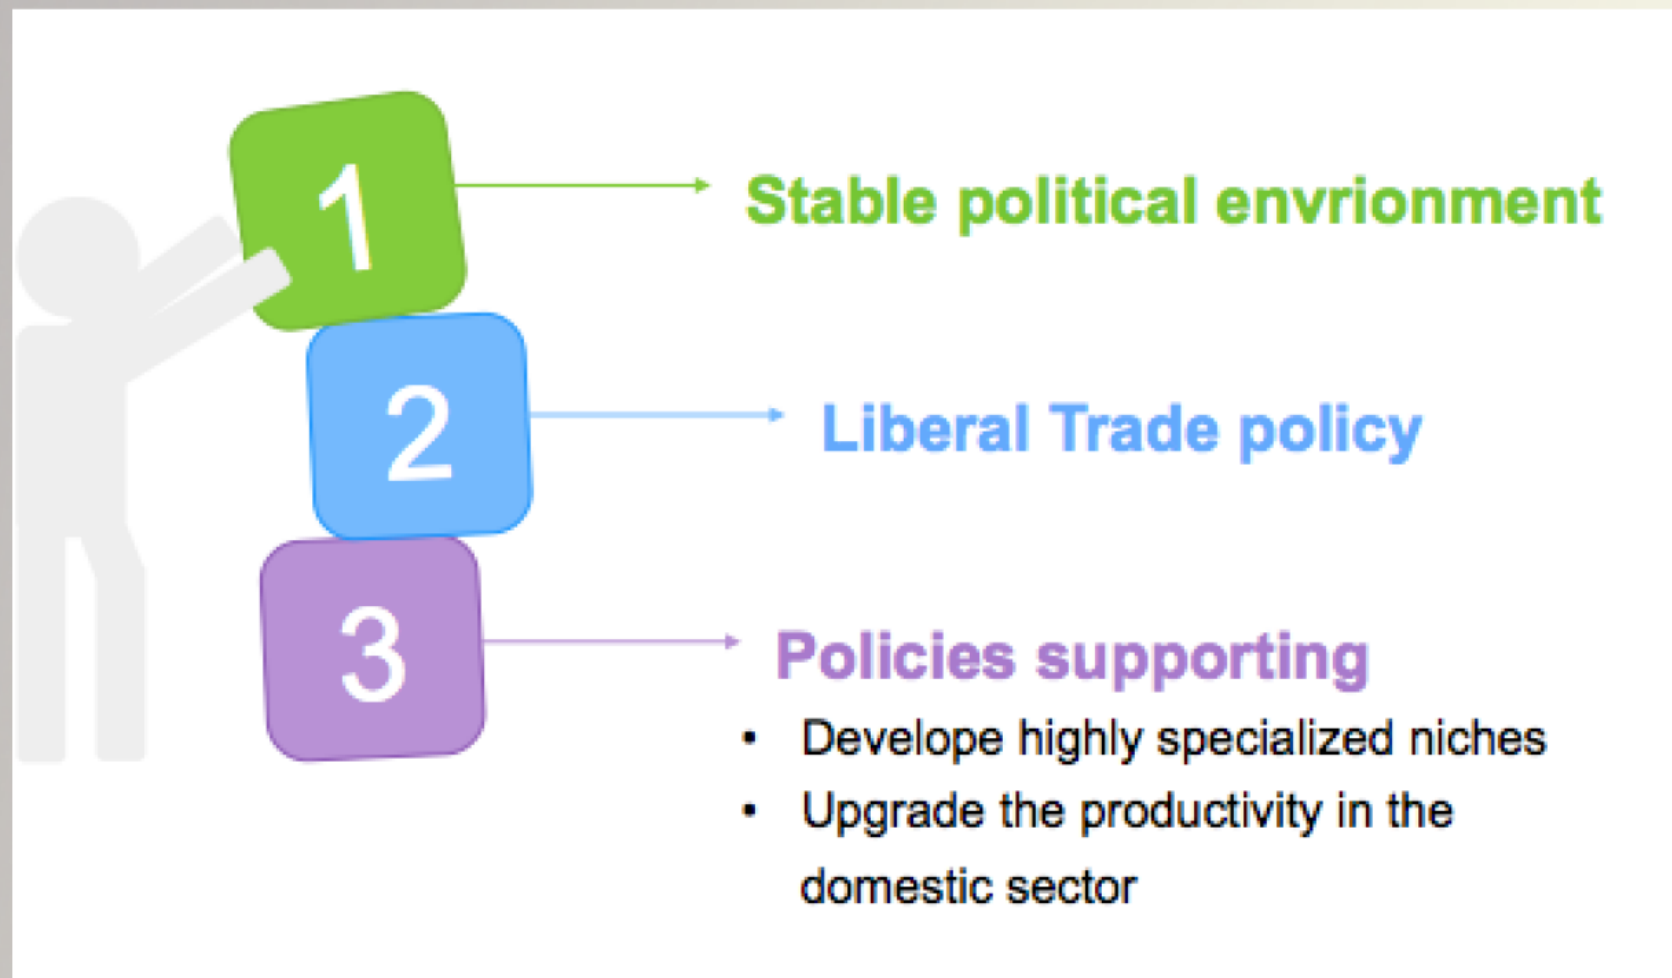 1
Stable political envrionment
2
Liberal Trade policy
3
Policies supporting
• Develope highly specialized niches
• Upgrade the productivity in the
domestic sector